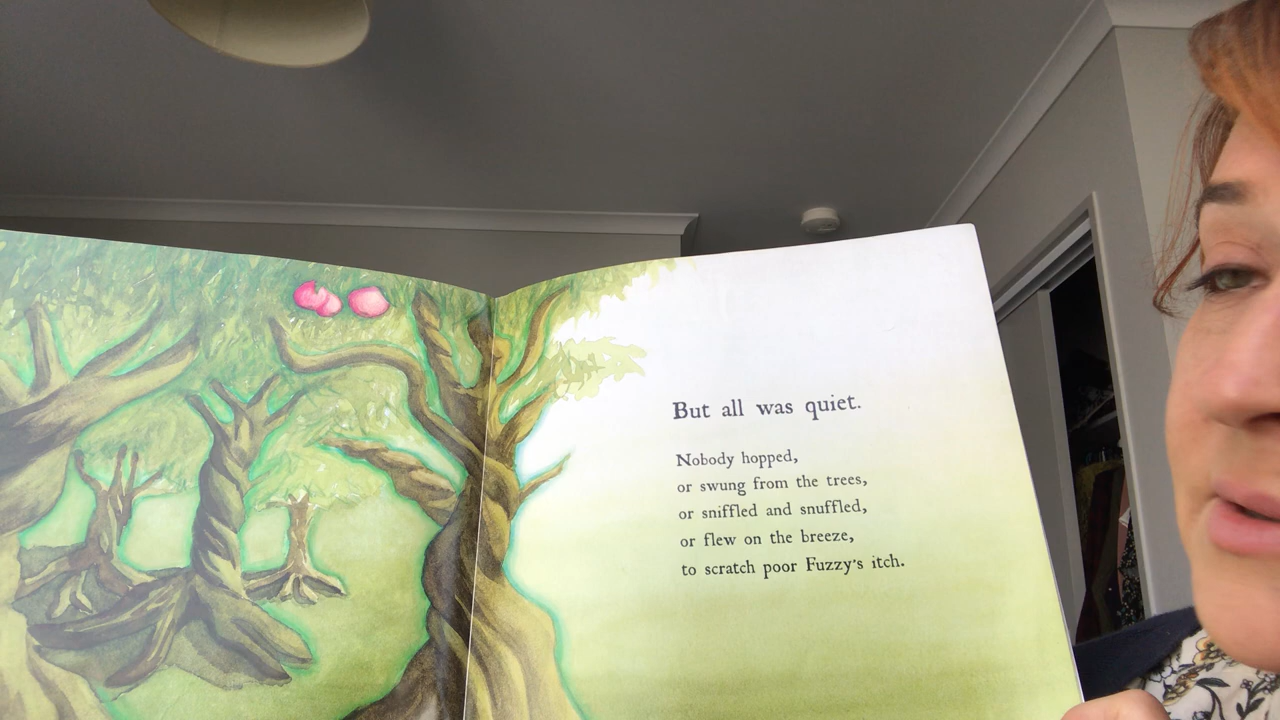 But all was quiet.
Nobody hopped,
or swung from the trees,
or sniffled and snuffled,
or flew on the breeze,
to scratch poor Fuzzy's itch.